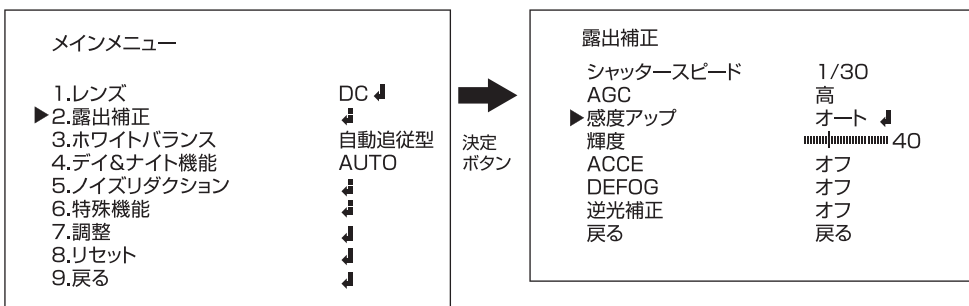 メインメニュー
1.レンズ DC
▶2.露出補正
3.ホワイトバランス 自動追従型
4.デイ&ナイト機能 AUTO
5.ノイズリダクション
6.特殊機能
7.調整
8.リセット
9.戻る
決定
ボタン
露出補正
シャッタースピード 1/30
AGC 高
▶感度アップ オート
輝度 40
ACCE オフ
DEFOG オフ
逆光補正 オフ
戻る 戻る